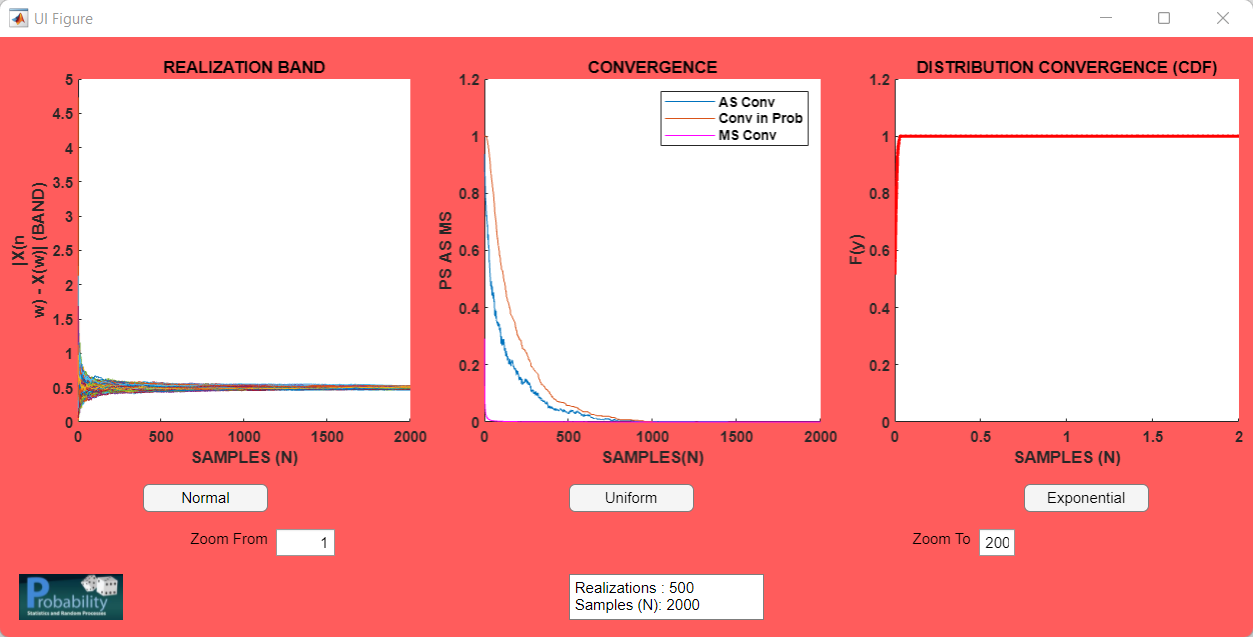 UI Figure
REALIZATION BAND
5
4.5
4
3.5
3
2.5
2
1.5
1
0.5
0
|X(n
w) - X(w)| (BAND)
0 500 1000 1500 2000
SAMPLES (N)
CONVERGENCE
1.2
1
0.8
0.6
0.4
0.2
0
PS AS MS
AS Conv
Conv in Prob
MS Conv
0 500 1000 1500 2000
SAMPLES(N)
DISTRIBUTION CONVERGENCE (CDF)
1.2
1
0.8
0.6
0.4
0.2
0
F(y)
0 0.5 1 1.5 2
SAMPLES (N)
Normal
Uniform
Exponential
Zoom From 1
Zoom To 200
Probability
Statistics and Random Processes
Realizations : 500
Samples (N): 2000